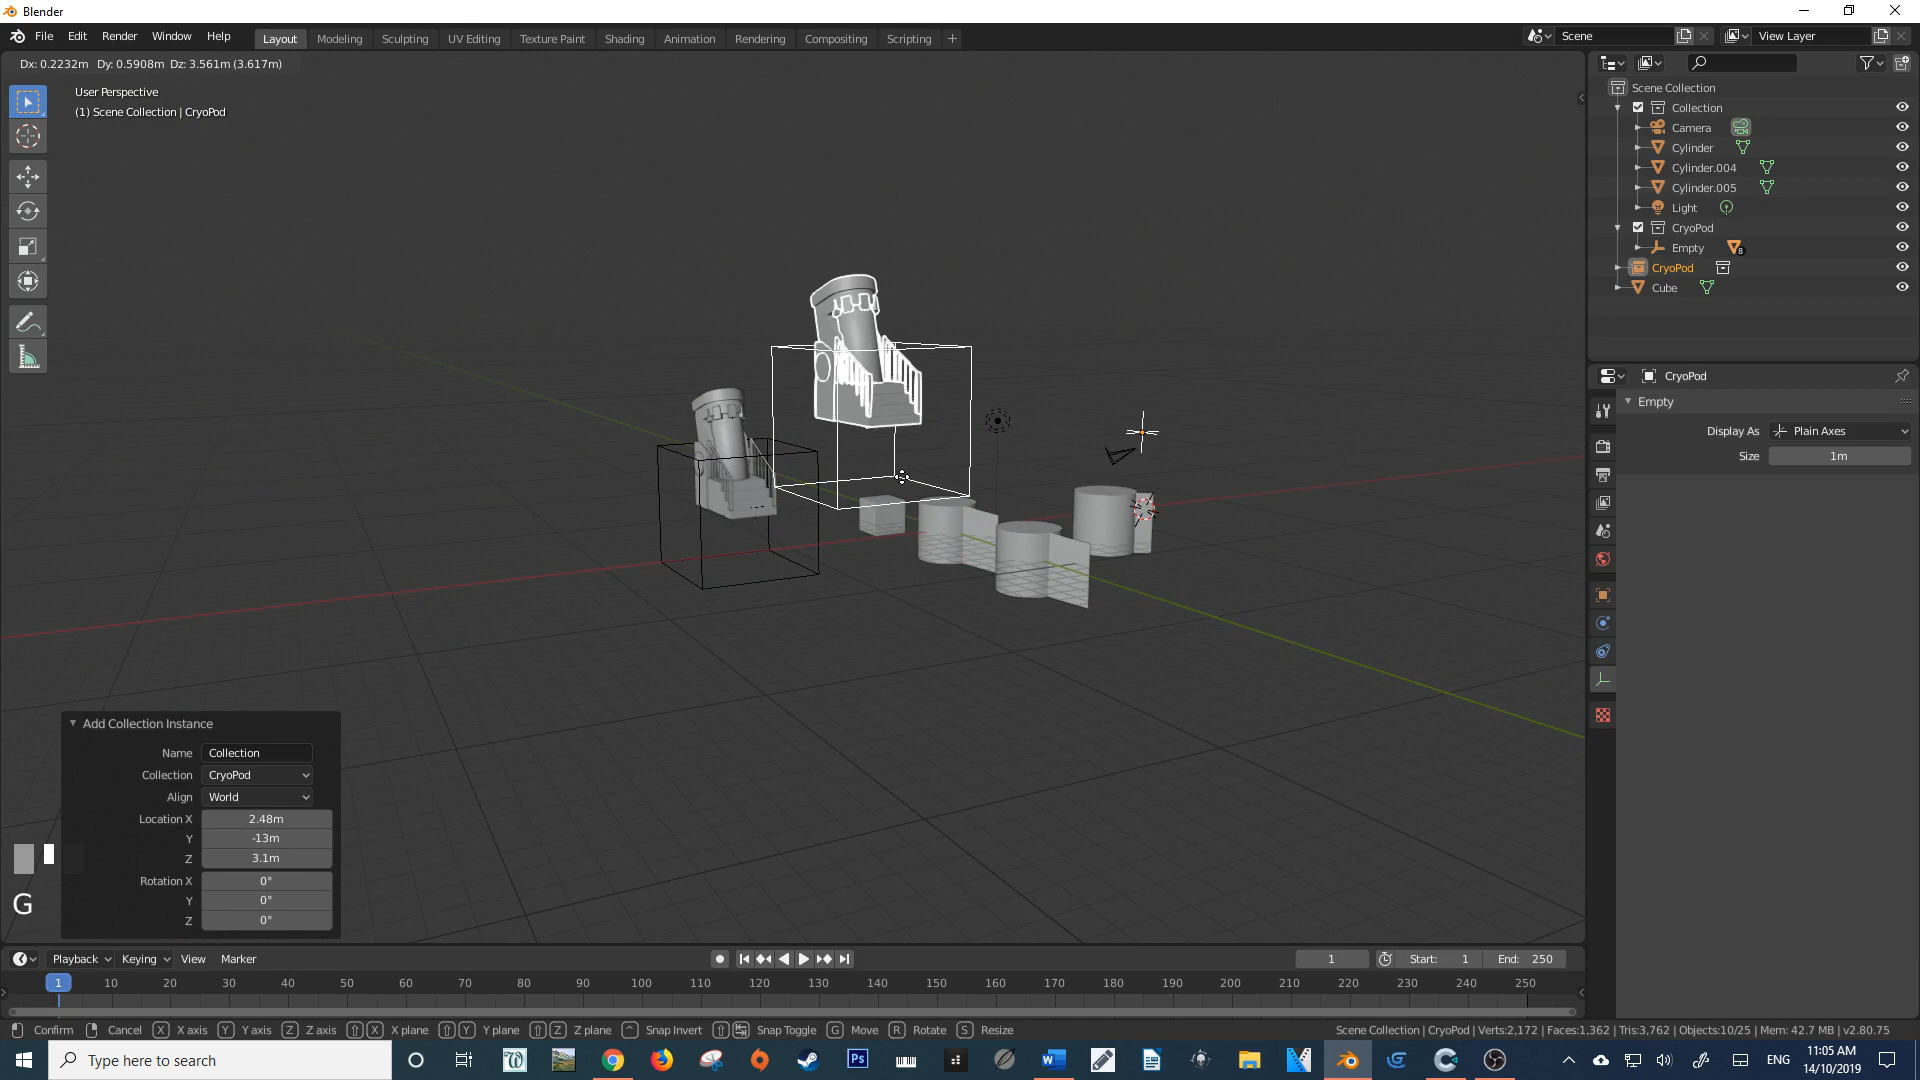 Blender
File Edit Render Window Help
Layout Modeling Sculpting UV Editing Texture Paint Shading Animation Rendering Compositing Scripting +
Scene
View Layer
Dx: 0.2232m Dy: 0.5908m Dz: 3.561m (3.617m)
User Perspective
(1) Scene Collection | CryoPod
Scene Collection
Collection
Camera
Cylinder
Cylinder.004
Cylinder.005
Light
CryoPod
Empty 8
CryoPod
Cube
CryoPod
Empty
Display As Plain Axes
Size 1m
Add Collection Instance
Name Collection
Collection CryoPod
Align World
Location X 2.48m
Y -13m
Z 3.1m
Rotation X 0°
Y 0°
Z 0°
G
Playback Keying View Marker
1 Start: 1 End: 250
1 10 20 30 40 50 60 70 80 90 100 110 120 130 140 150 160 170 180 190 200 210 220 230 240 250
Confirm Cancel X X axis Y Y axis Z Z axis X X plane Y Y plane Z Z plane ^ Snap Invert Snap Toggle G Move R Rotate S Resize
Scene Collection | CryoPod | Verts:2,172 | Faces:1,362 | Tris:3,762 | Objects:10/25 | Mem: 42.7 MB | v2.80.75
Type here to search
Ps
ENG
11:05 AM
14/10/2019